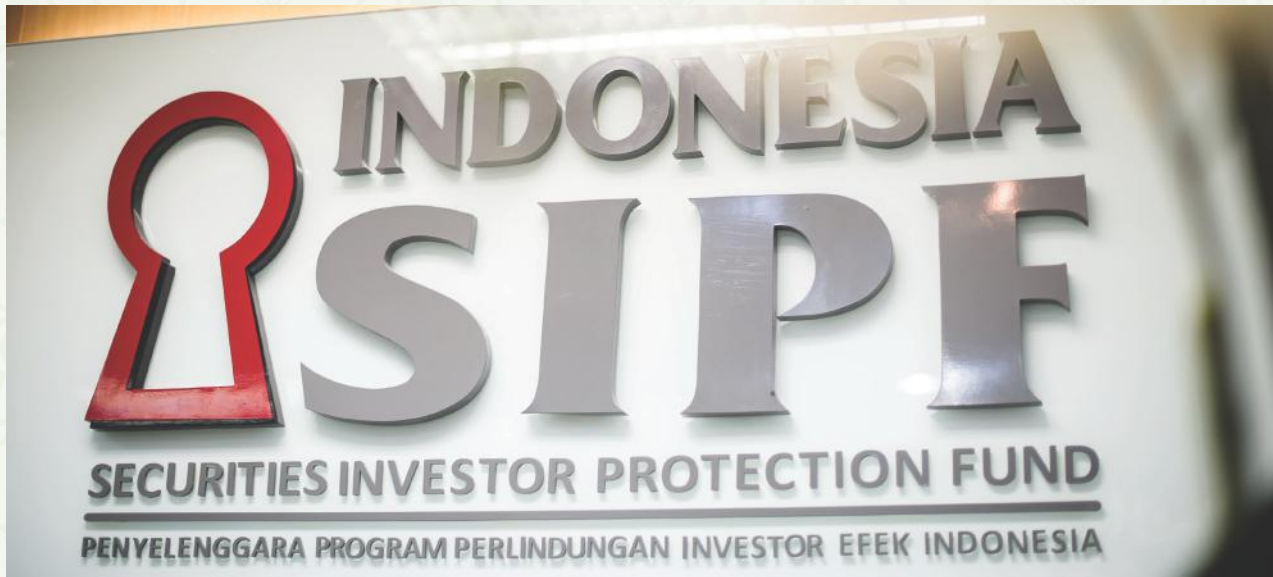 INDONESIA
SIPF
SECURITIES INVESTOR PROTECTION FUND
PENYELENGGARA PROGRAM PERLINDUNGAN INVESTOR EFEK INDONESIA